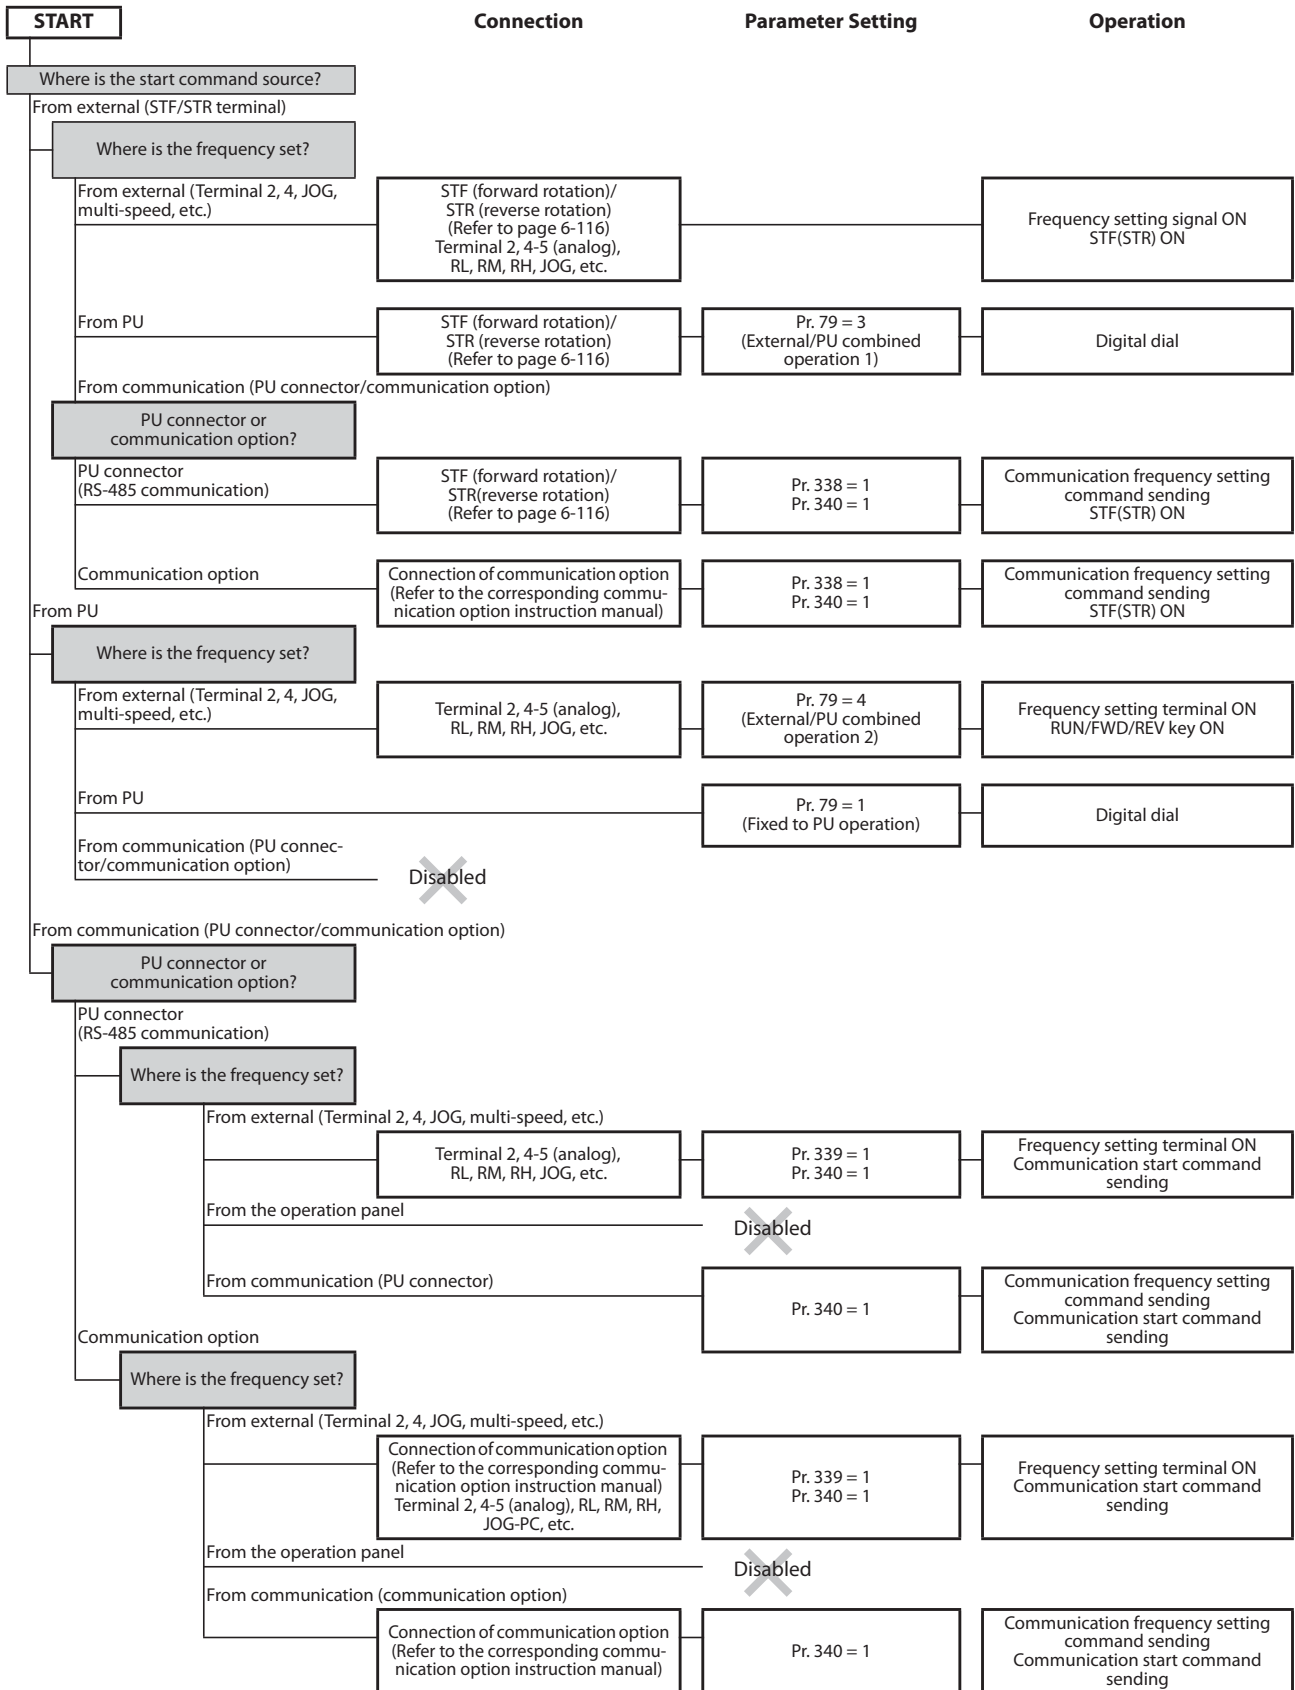 START
Connection
Parameter Setting
Operation
Where is the start command source?
From external (STF/STR terminal)
Where is the frequency set?
From external (Terminal 2, 4, JOG,
multi-speed, etc.)
STF (forward rotation)/
STR (reverse rotation)
(Refer to page 6-116)
Terminal 2, 4-5 (analog),
RL, RM, RH, JOG, etc.
Frequency setting signal ON
STF(STR) ON
From PU
STF (forward rotation)/
STR (reverse rotation)
(Refer to page 6-116)
Pr. 79 = 3
(External/PU combined
operation 1)
Digital dial
From communication (PU connector/communication option)
PU connector or
communication option?
PU connector
(RS-485 communication)
STF (forward rotation)/
STR(reverse rotation)
(Refer to page 6-116)
Pr. 338 = 1
Pr. 340 = 1
Communication frequency setting
command sending
STF(STR) ON
Communication option
Connection of communication option
(Refer to the corresponding commu-
nication option instruction manual)
Pr. 338 = 1
Pr. 340 = 1
Communication frequency setting
command sending
STF(STR) ON
From PU
Where is the frequency set?
From external (Terminal 2, 4, JOG,
multi-speed, etc.)
Terminal 2, 4-5 (analog),
RL, RM, RH, JOG, etc.
Pr. 79 = 4
(External/PU combined
operation 2)
Frequency setting terminal ON
RUN/FWD/REV key ON
From PU
Pr. 79 = 1
(Fixed to PU operation)
Digital dial
From communication (PU connec-
tor/communication option)
Disabled
From communication (PU connector/communication option)
PU connector or
communication option?
PU connector
(RS-485 communication)
Where is the frequency set?
From external (Terminal 2, 4, JOG, multi-speed, etc.)
Terminal 2, 4-5 (analog),
RL, RM, RH, JOG, etc.
Pr. 339 = 1
Pr. 340 = 1
Frequency setting terminal ON
Communication start command
sending
From the operation panel
Disabled
From communication (PU connector)
Pr. 340 = 1
Communication frequency setting
command sending
Communication start command
sending
Communication option
Where is the frequency set?
From external (Terminal 2, 4, JOG, multi-speed, etc.)
Connection of communication option
(Refer to the corresponding commu-
nication option instruction manual)
Terminal 2, 4-5 (analog), RL, RM, RH,
JOG-PC, etc.
Pr. 339 = 1
Pr. 340 = 1
Frequency setting terminal ON
Communication start command
sending
From the operation panel
Disabled
From communication (communication option)
Connection of communication option
(Refer to the corresponding commu-
nication option instruction manual)
Pr. 340 = 1
Communication frequency setting
command sending
Communication start command
sending